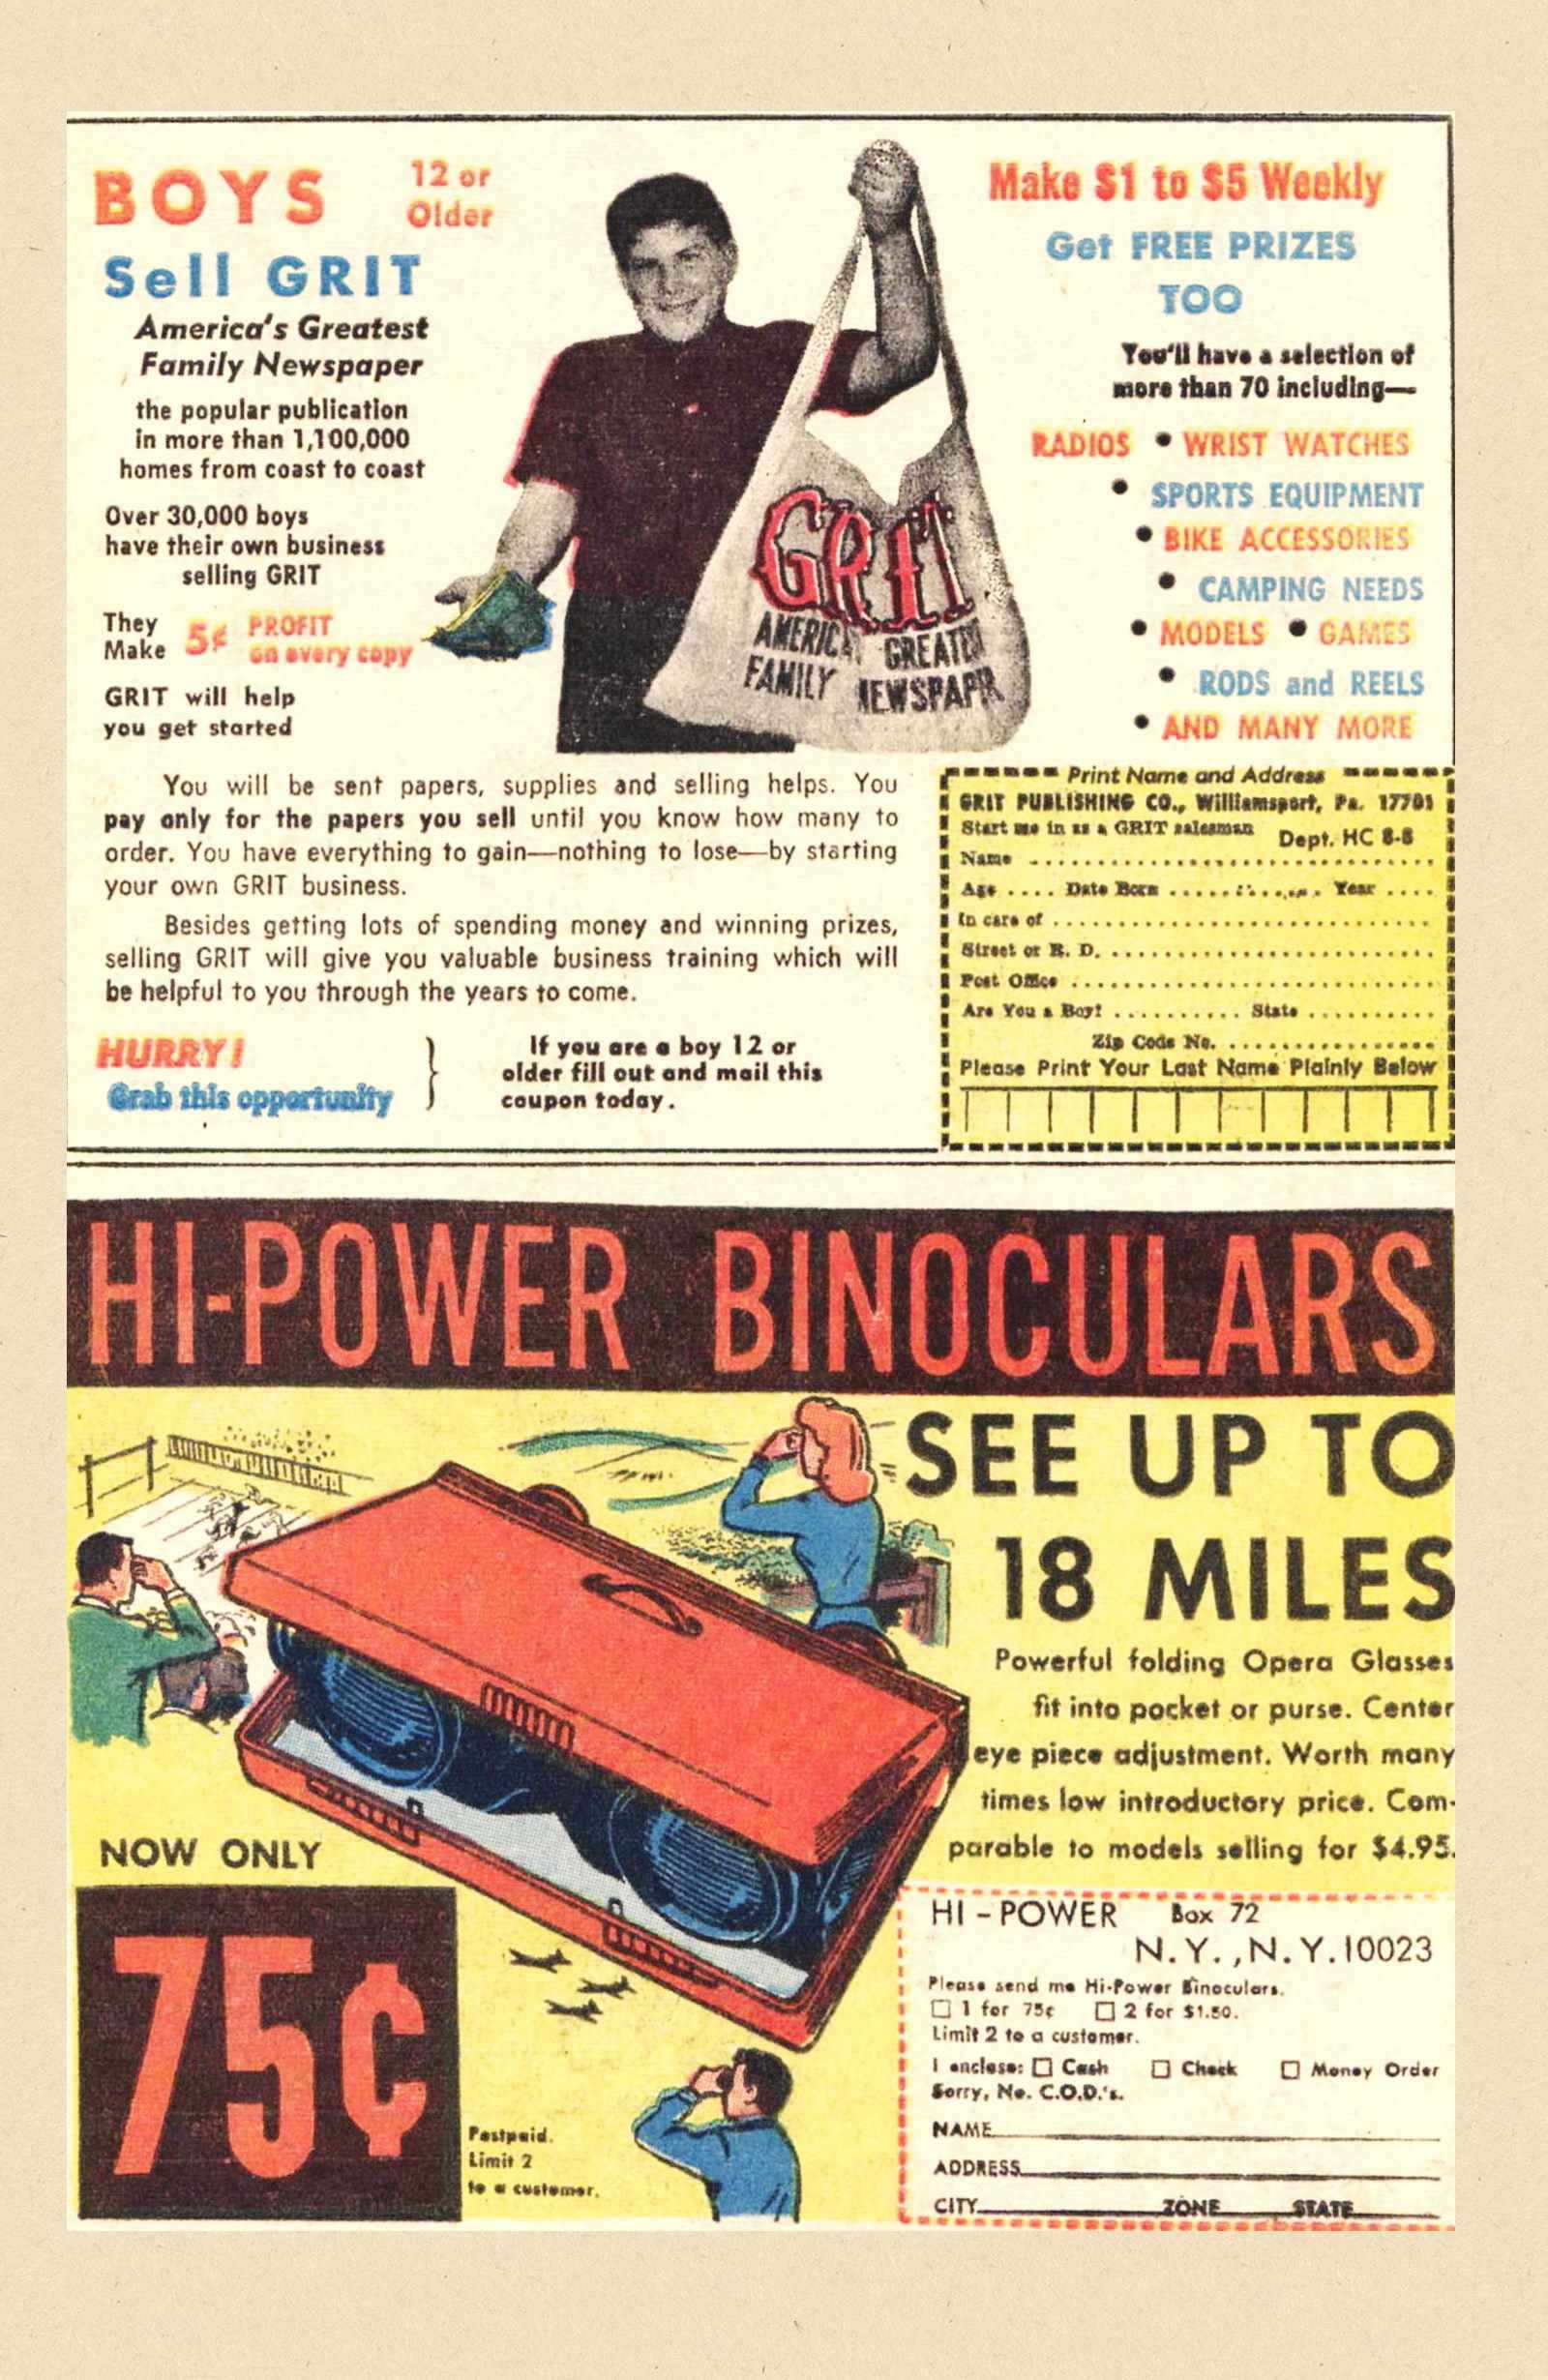 BOYS 12 or
Older
Sell GRIT
America's Greatest
Family Newspaper
the popular publication
in more than 1,100,000
homes from coast to coast
Over 30,000 boys
have their own business
selling GRIT
They
Make 5¢ PROFIT
on every copy
GRIT will help
you get started
GRIT
AMERICA' GREATE
FAMILY NEWSPAPR
Make $1 to $5 Weekly
Get FREE PRIZES
TOO
You'll have a selection of
more than 70 including—
RADIOS • WRIST WATCHES
• SPORTS EQUIPMENT
• BIKE ACCESSORIES
• CAMPING NEEDS
• MODELS • GAMES
• RODS and REELS
• AND MANY MORE
You will be sent papers, supplies and selling helps. You
pay only for the papers you sell until you know how many to
order. You have everything to gain—nothing to lose—by starting
your own GRIT business.
Besides getting lots of spending money and winning prizes,
selling GRIT will give you valuable business training which will
be helpful to you through the years to come.
HURRY!
Grab this opportunity
If you are a boy 12 or
older fill out and mail this
coupon today.
Print Name and Address
GRIT PUBLISHING CO., Williamsport, Pa. 17701
Start me in as a GRIT salesman Dept. HC 8-8
Name
Age .... Date Born .......... Year ....
In care of
Street or R. D.
Post Office
Are You a Boy? .......... State ..........
Zip Code No.
Please Print Your Last Name Plainly Below
HI-POWER BINOCULARS
SEE UP TO
18 MILES
Powerful folding Opera Glasses
fit into pocket or purse. Center
eye piece adjustment. Worth many
times low introductory price. Com-
parable to models selling for $4.95.
NOW ONLY
75¢
Postpaid.
Limit 2
to a customer.
HI-POWER Box 72
N.Y., N.Y. 10023
Please send me Hi-Power Binoculars.
☐ 1 for 75¢ ☐ 2 for $1.50.
Limit 2 to a customer.
I enclose: ☐ Cash ☐ Check ☐ Money Order
Sorry, No. C.O.D.'s.
NAME
ADDRESS
CITY ZONE STATE